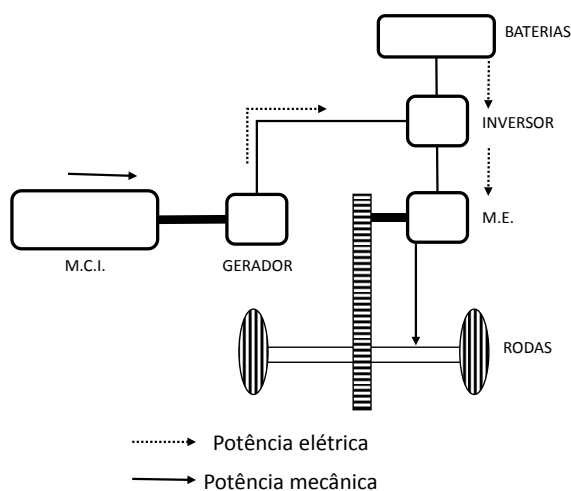 BATERIAS
INVERSOR
M.E.
M.C.I.
GERADOR
RODAS
Potência elétrica
Potência mecânica